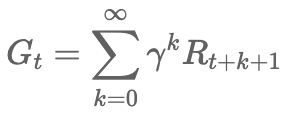 G_t = \sum_{k=0}^{\infty} \gamma^k R_{t+k+1}